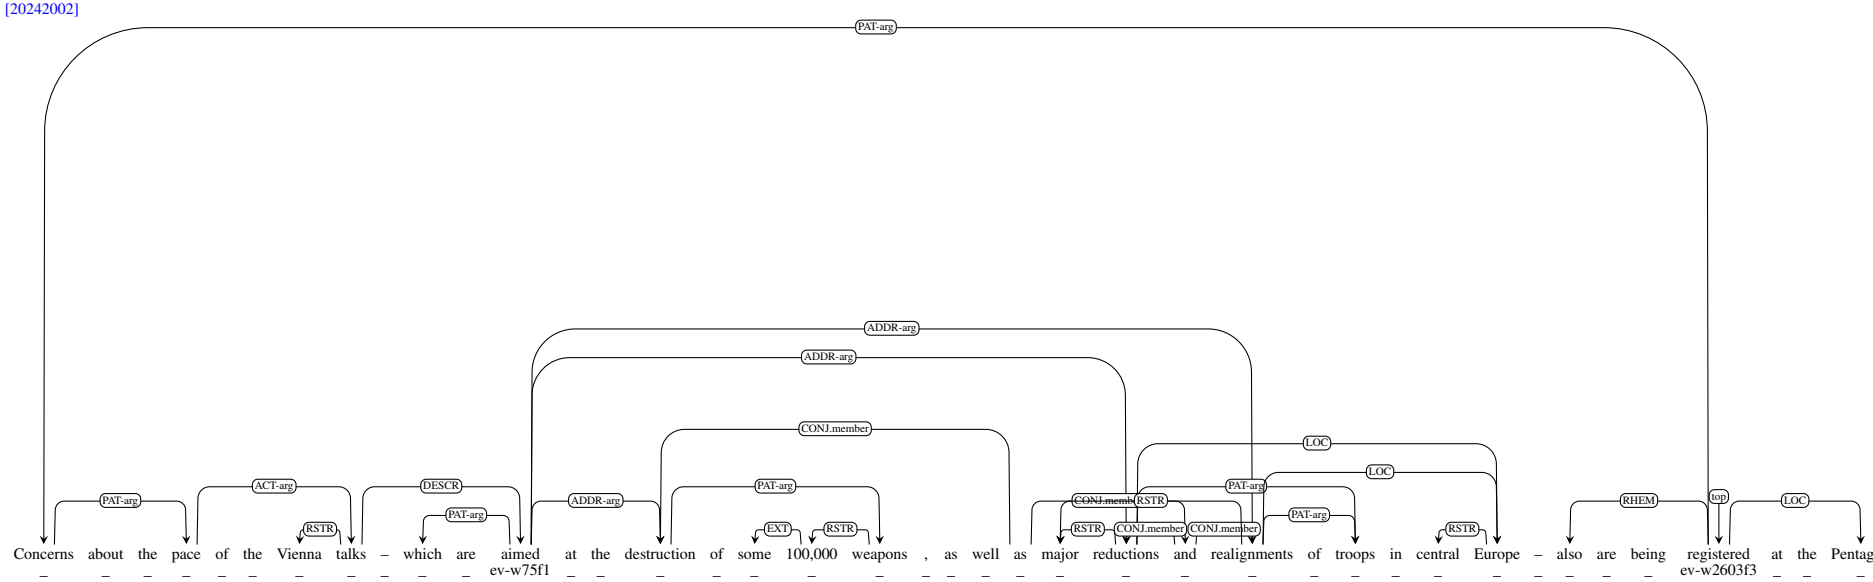 [20242002]
PAT-arg
ADDR-arg
ADDR-arg
CONJ.member
LOC
LOC
ACT-arg DESCR PAT-arg PAT-arg
PAT-arg ADDR-arg CONJ.memb RSTR RHEM top LOC
PAT-arg PAT-arg
RSTR EXT RSTR RSTR CONJ.member CONJ.member RSTR
Concerns about the pace of the Vienna talks – which are aimed at the destruction of some 100,000 weapons , as well as major reductions and realignments of troops in central Europe – also are being registered at the Pentag
ev-w75f1 ev-w2603f3